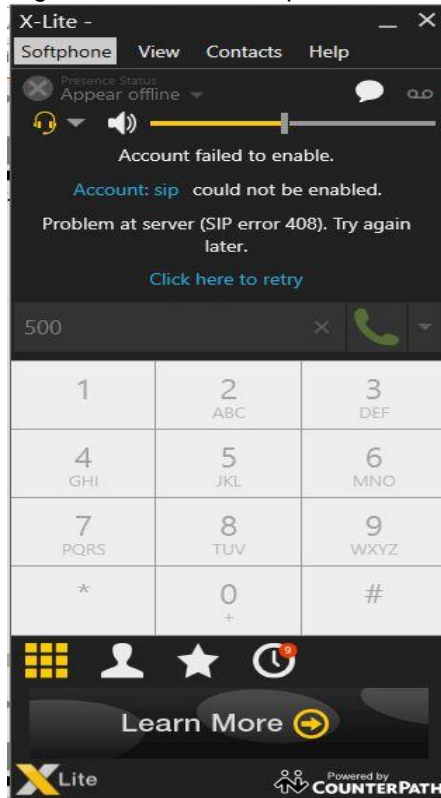 X-Lite -
Softphone View Contacts Help
Presence Status
Appear offline
Account failed to enable.
Account: sip could not be enabled.
Problem at server (SIP error 408). Try again
later.
Click here to retry
500
1 2 3
ABC DEF
4 5 6
GHI JKL MNO
7 8 9
PQRS TUV WXYZ
* 0 #
+
9
Learn More
X Lite
Powered by
COUNTERPATH